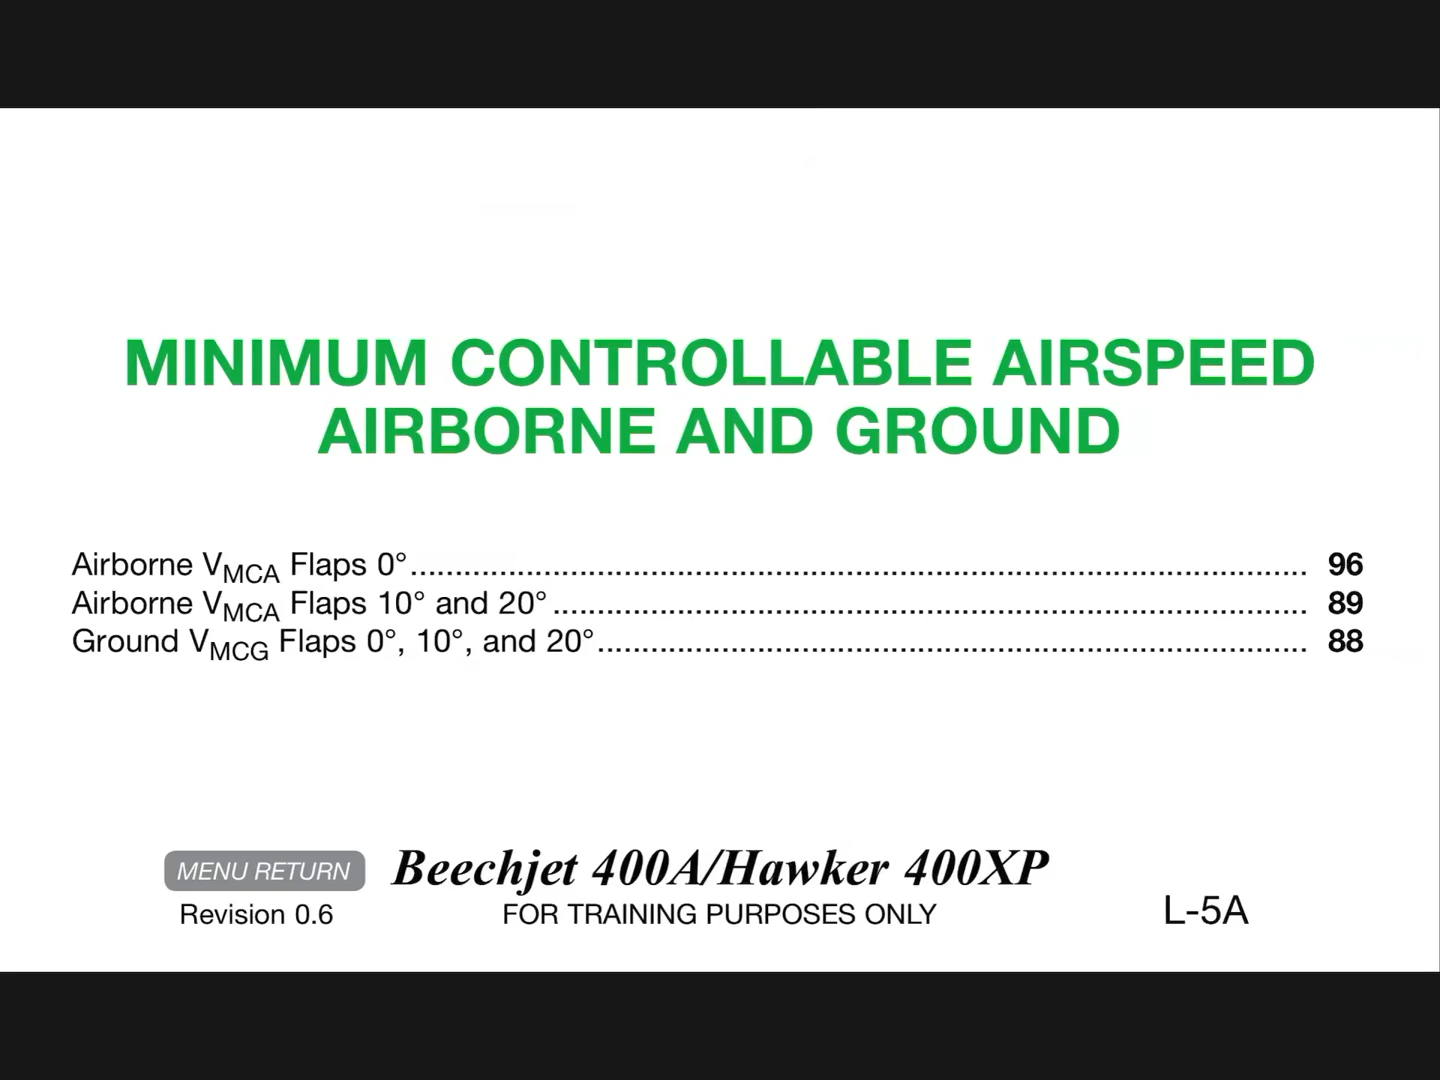 MINIMUM CONTROLLABLE AIRSPEED
AIRBORNE AND GROUND
Airborne VMCA Flaps 0°........................................................................................................ 96
Airborne VMCA Flaps 10° and 20°........................................................................................ 89
Ground VMCG Flaps 0°, 10°, and 20°................................................................................... 88
MENU RETURN Beechjet 400A/Hawker 400XP
Revision 0.6 FOR TRAINING PURPOSES ONLY L-5A